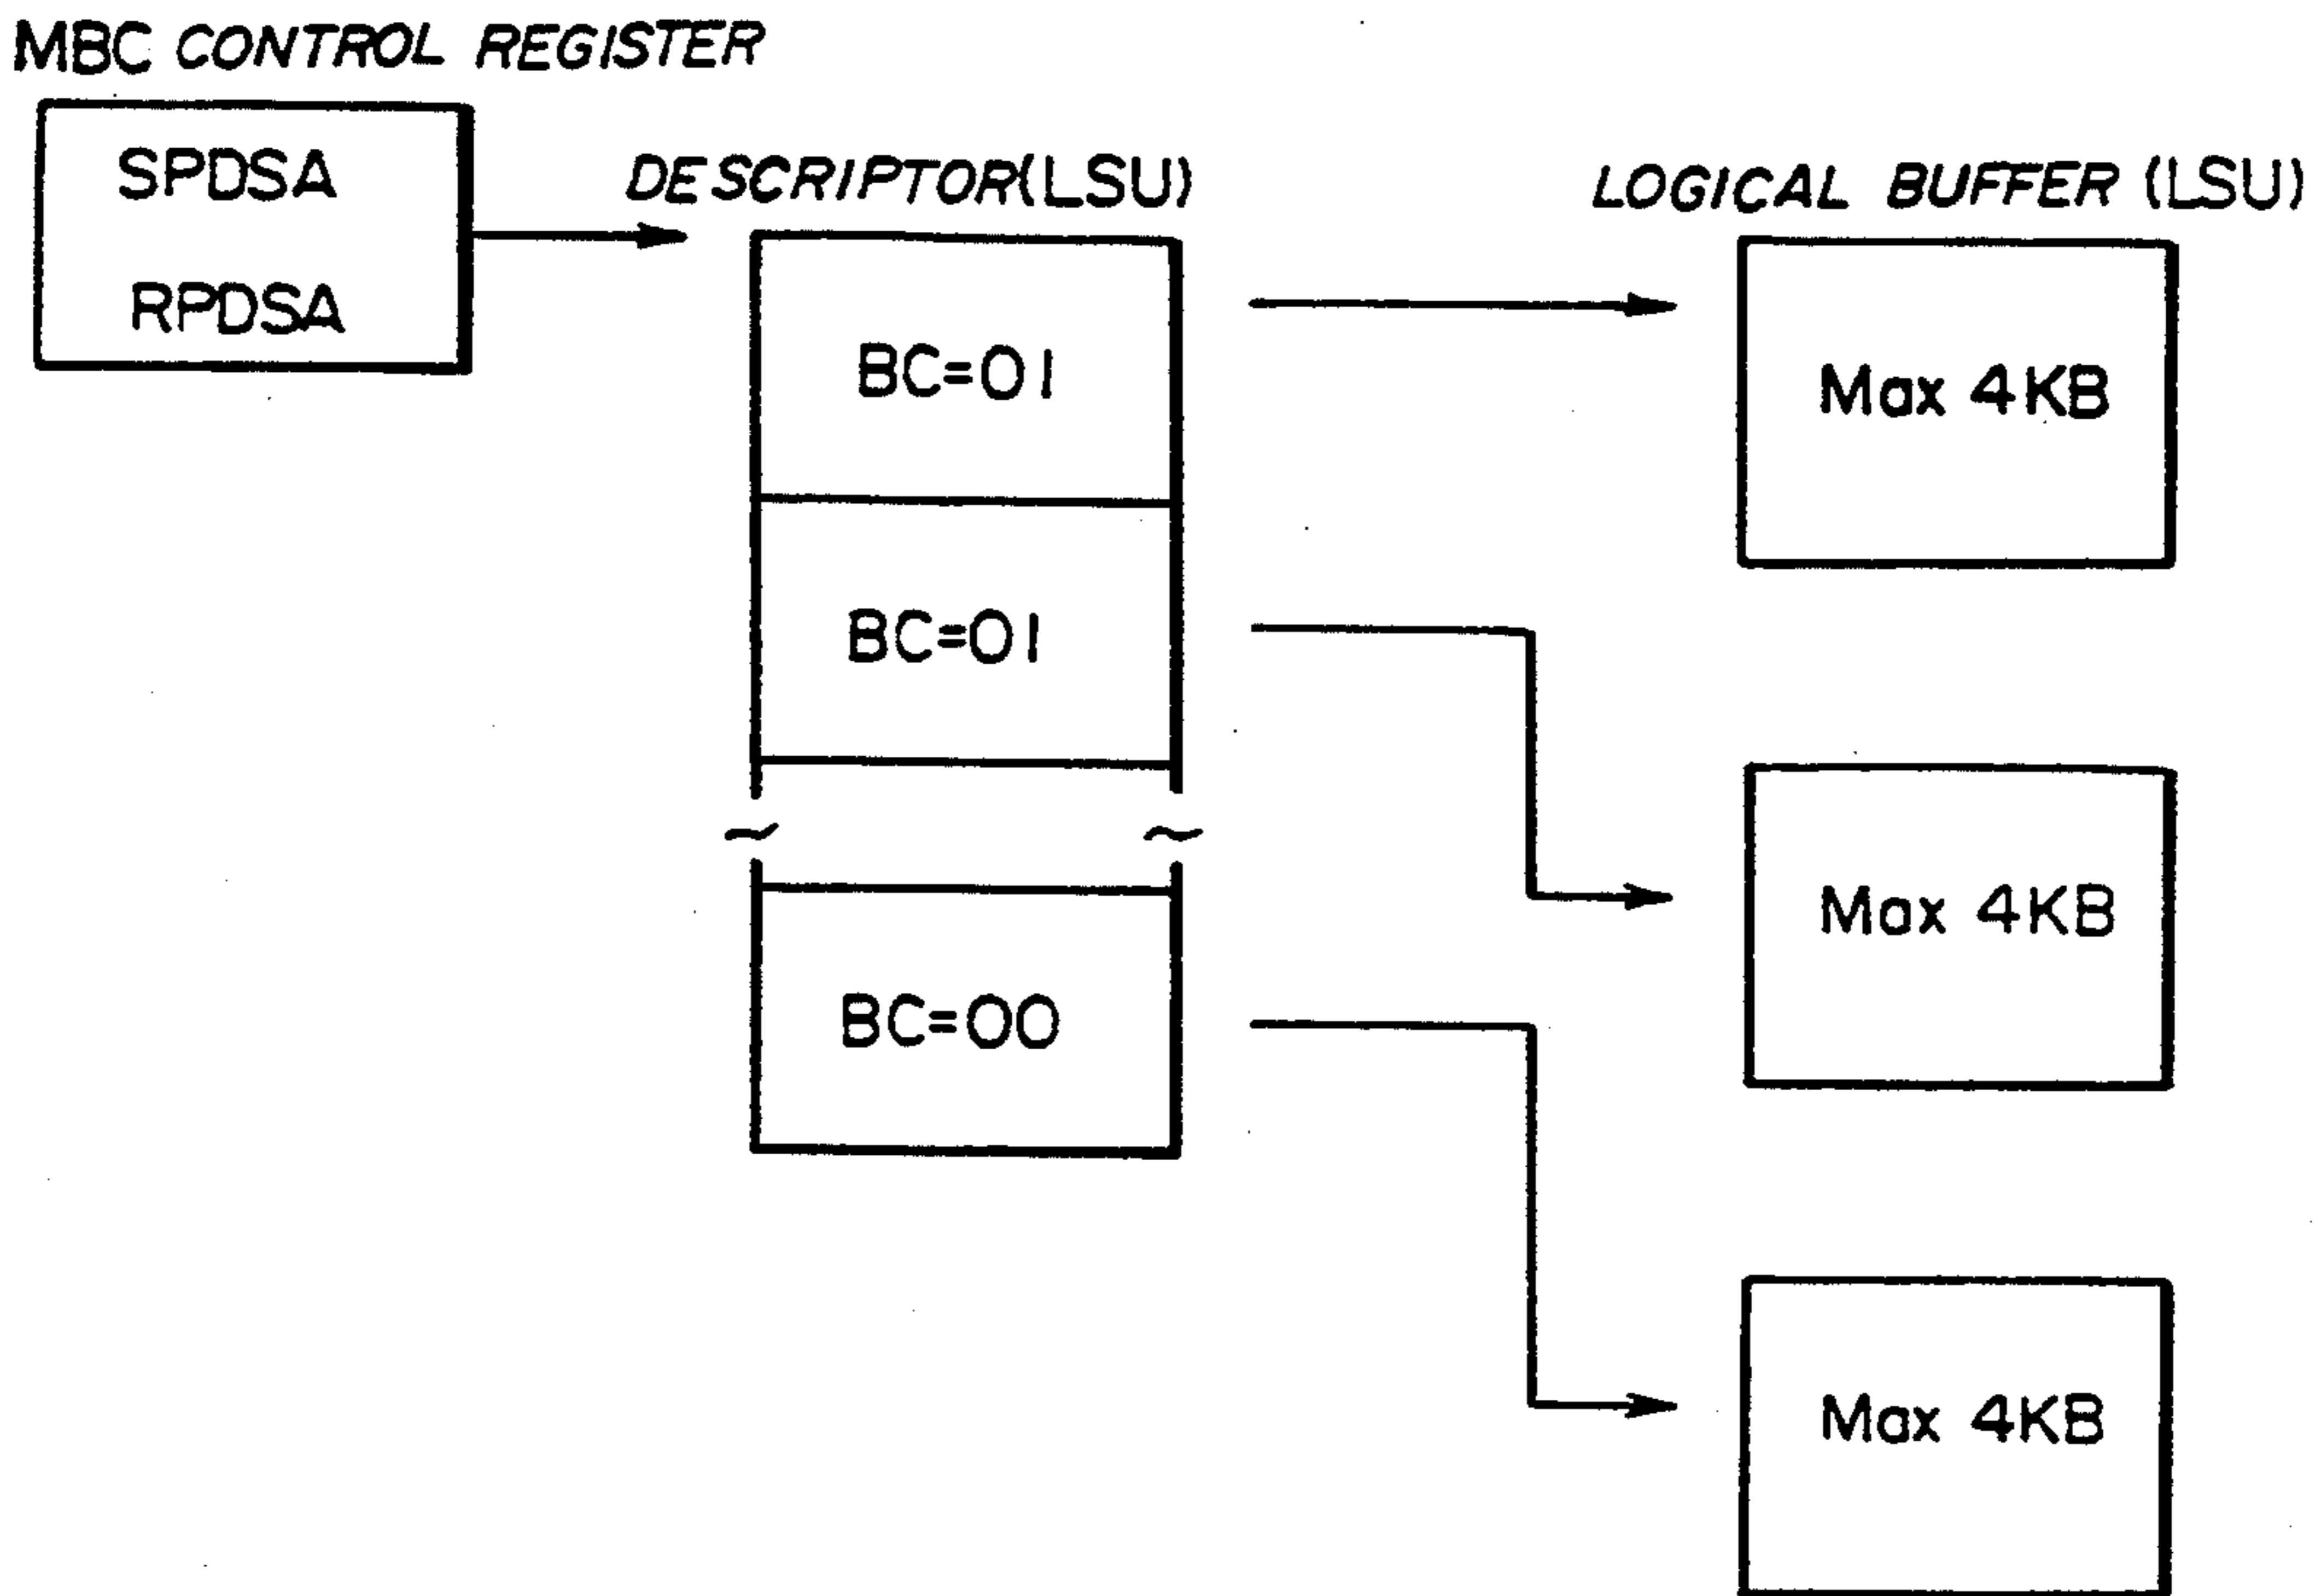 MBC CONTROL REGISTER
SPDSA
RPDSA
DESCRIPTOR(LSU)
BC=01
BC=01
BC=00
LOGICAL BUFFER (LSU)
Max 4KB
Max 4KB
Max 4KB